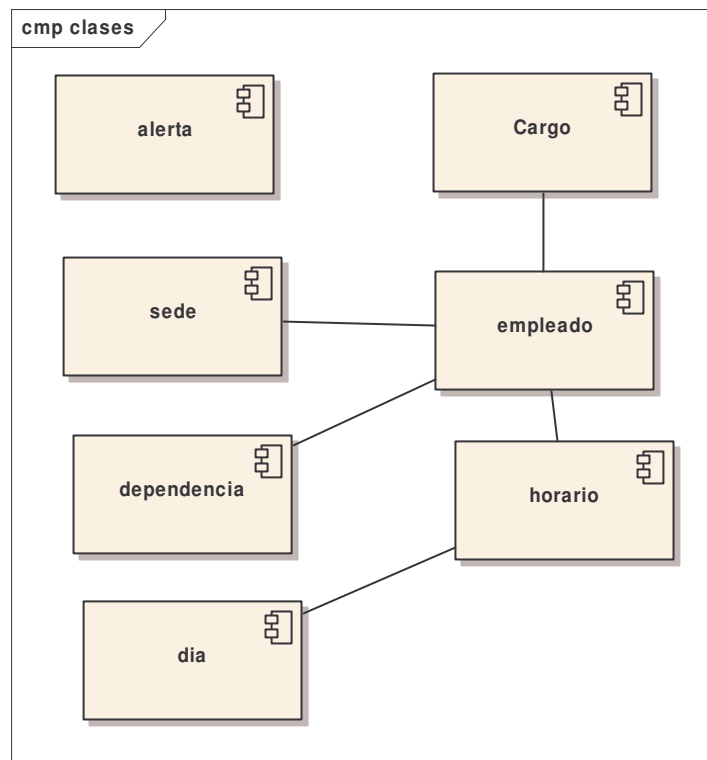 cmp clases
alerta
Cargo
sede
empleado
dependencia
horario
dia